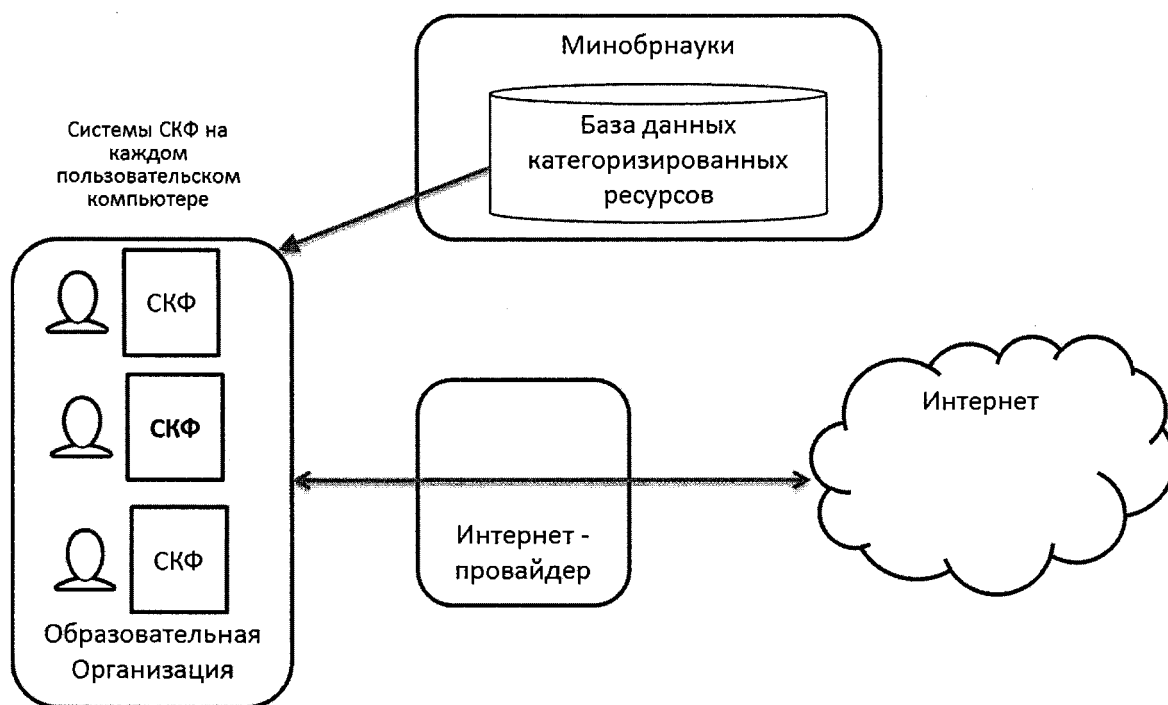 Минобрнауки
База данных
категоризированных
ресурсов
Системы СКФ на
каждом
пользовательском
компьютере
СКФ
СКФ
СКФ
Образовательная
Организация
Интернет -
провайдер
Интернет